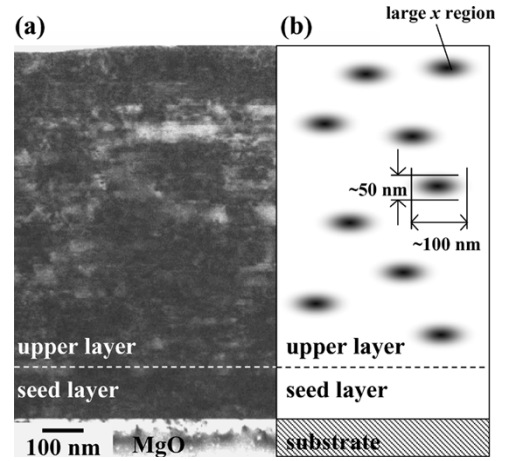 (a)
(b)
large x region
~50 nm
~100 nm
upper layer
upper layer
seed layer
seed layer
100 nm
MgO
substrate